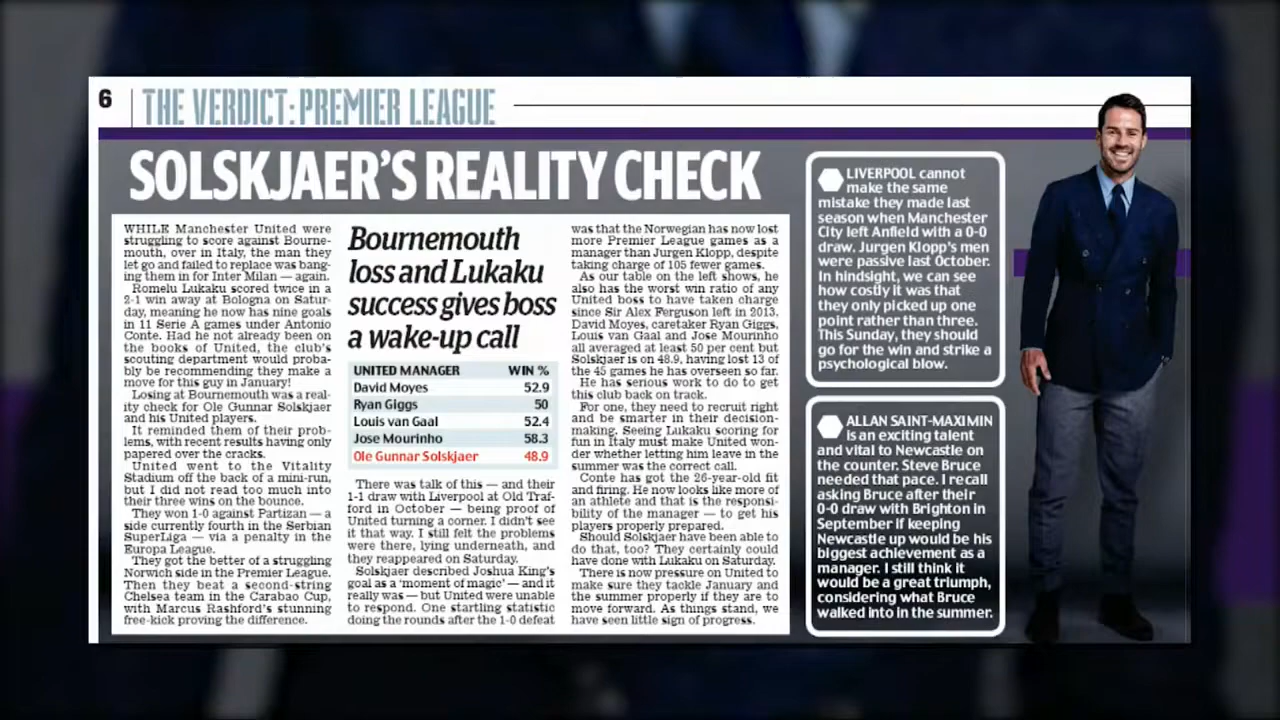 6
THE VERDICT: PREMIER LEAGUE
SOLSKJAER'S REALITY CHECK
WHILE Manchester United were
struggling to score against Bourne-
mouth, over in Italy, the man they
let go and failed to replace was bang-
ing them in for Inter Milan — again.
Romelu Lukaku scored twice in a
2-1 win away at Bologna on Satur-
day, meaning he now has nine goals
in 11 Serie A games under Antonio
Conte. Had he not already been on
the books of United, the club's
scouting department would proba-
bly be recommending they make a
move for this guy in January!
Losing at Bournemouth was a real-
ity check for Ole Gunnar Solskjaer
and his United players.
It reminded them of their prob-
lems, with recent results having only
papered over the cracks.
United went to the Vitality
Stadium off the back of a mini-run,
but I did not read too much into
their three wins on the bounce.
They won 1-0 against Partizan — a
side currently fourth in the Serbian
SuperLiga — via a penalty in the
Europa League.
They got the better of a struggling
Norwich side in the Premier League.
Then they beat a second-string
Chelsea team in the Carabao Cup,
with Marcus Rashford's stunning
free-kick proving the difference.
Bournemouth
loss and Lukaku
success gives boss
a wake-up call
UNITED MANAGER WIN %
David Moyes 52.9
Ryan Giggs 50
Louis van Gaal 52.4
Jose Mourinho 58.3
Ole Gunnar Solskjaer 48.9
There was talk of this — and their
1-1 draw with Liverpool at Old Traf-
ford in October — being proof of
United turning a corner. I didn't see
it that way. I still felt the problems
were there, lying underneath, and
they reappeared on Saturday.
Solskjaer described Joshua King's
goal as a 'moment of magic' — and it
really was — but United were unable
to respond. One startling statistic
doing the rounds after the 1-0 defeat
was that the Norwegian has now lost
more Premier League games as a
manager than Jurgen Klopp, despite
taking charge of 105 fewer games.
As our table on the left shows, he
also has the worst win ratio of any
United boss to have taken charge
since Sir Alex Ferguson left in 2013.
David Moyes, caretaker Ryan Giggs,
Louis van Gaal and Jose Mourinho
all averaged at least 50 per cent but
Solskjaer is on 48.9, having lost 13 of
the 45 games he has overseen so far.
He has serious work to do to get
this club back on track.
For one, they need to recruit right
and be smarter in their decision-
making. Seeing Lukaku scoring for
fun in Italy must make United won-
der whether letting him leave in the
summer was the correct call.
Conte has got the 26-year-old fit
and firing. He now looks like more of
an athlete and that is the responsi-
bility of the manager — to get his
players properly prepared.
Should Solskjaer have been able to
do that, too? They certainly could
have done with Lukaku on Saturday.
There is now pressure on United to
make sure they tackle January and
the summer properly if they are to
move forward. As things stand, we
have seen little sign of progress.
LIVERPOOL cannot
make the same
mistake they made last
season when Manchester
City left Anfield with a 0-0
draw. Jurgen Klopp's men
were passive last October.
In hindsight, we can see
how costly it was that
they only picked up one
point rather than three.
This Sunday, they should
go for the win and strike a
psychological blow.
ALLAN SAINT-MAXIMIN
is an exciting talent
and vital to Newcastle on
the counter. Steve Bruce
needed that pace. I recall
asking Bruce after their
0-0 draw with Brighton in
September if keeping
Newcastle up would be his
biggest achievement as a
manager. I still think it
would be a great triumph,
considering what Bruce
walked into in the summer.